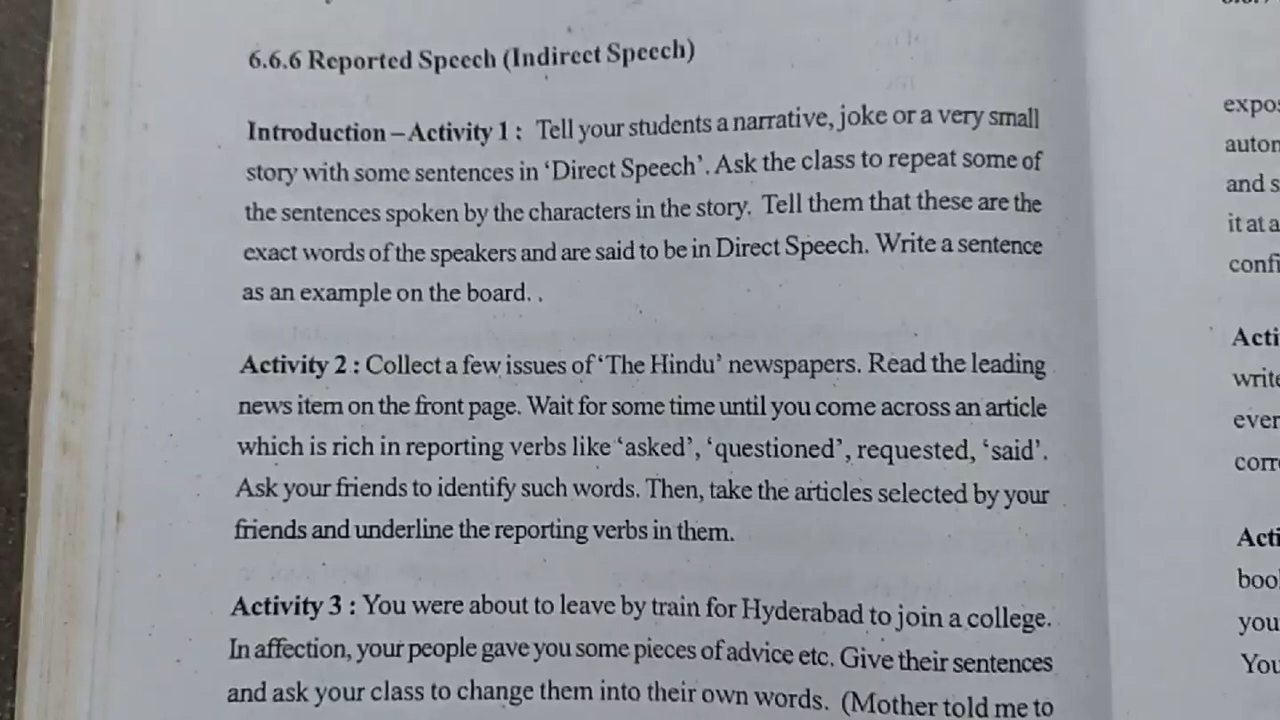 6.6.6 Reported Speech (Indirect Speech)
Introduction – Activity 1 : Tell your students a narrative, joke or a very small
story with some sentences in ‘Direct Speech’. Ask the class to repeat some of
the sentences spoken by the characters in the story. Tell them that these are the
exact words of the speakers and are said to be in Direct Speech. Write a sentence
as an example on the board. .
Activity 2 : Collect a few issues of ‘The Hindu’ newspapers. Read the leading
news item on the front page. Wait for some time until you come across an article
which is rich in reporting verbs like ‘asked’, ‘questioned’, requested, ‘said’.
Ask your friends to identify such words. Then, take the articles selected by your
friends and underline the reporting verbs in them.
Activity 3 : You were about to leave by train for Hyderabad to join a college.
In affection, your people gave you some pieces of advice etc. Give their sentences
and ask your class to change them into their own words. (Mother told me to
expo
autom
and s
it at a
confi
Acti
write
ever
corr
Acti
boo
you
You